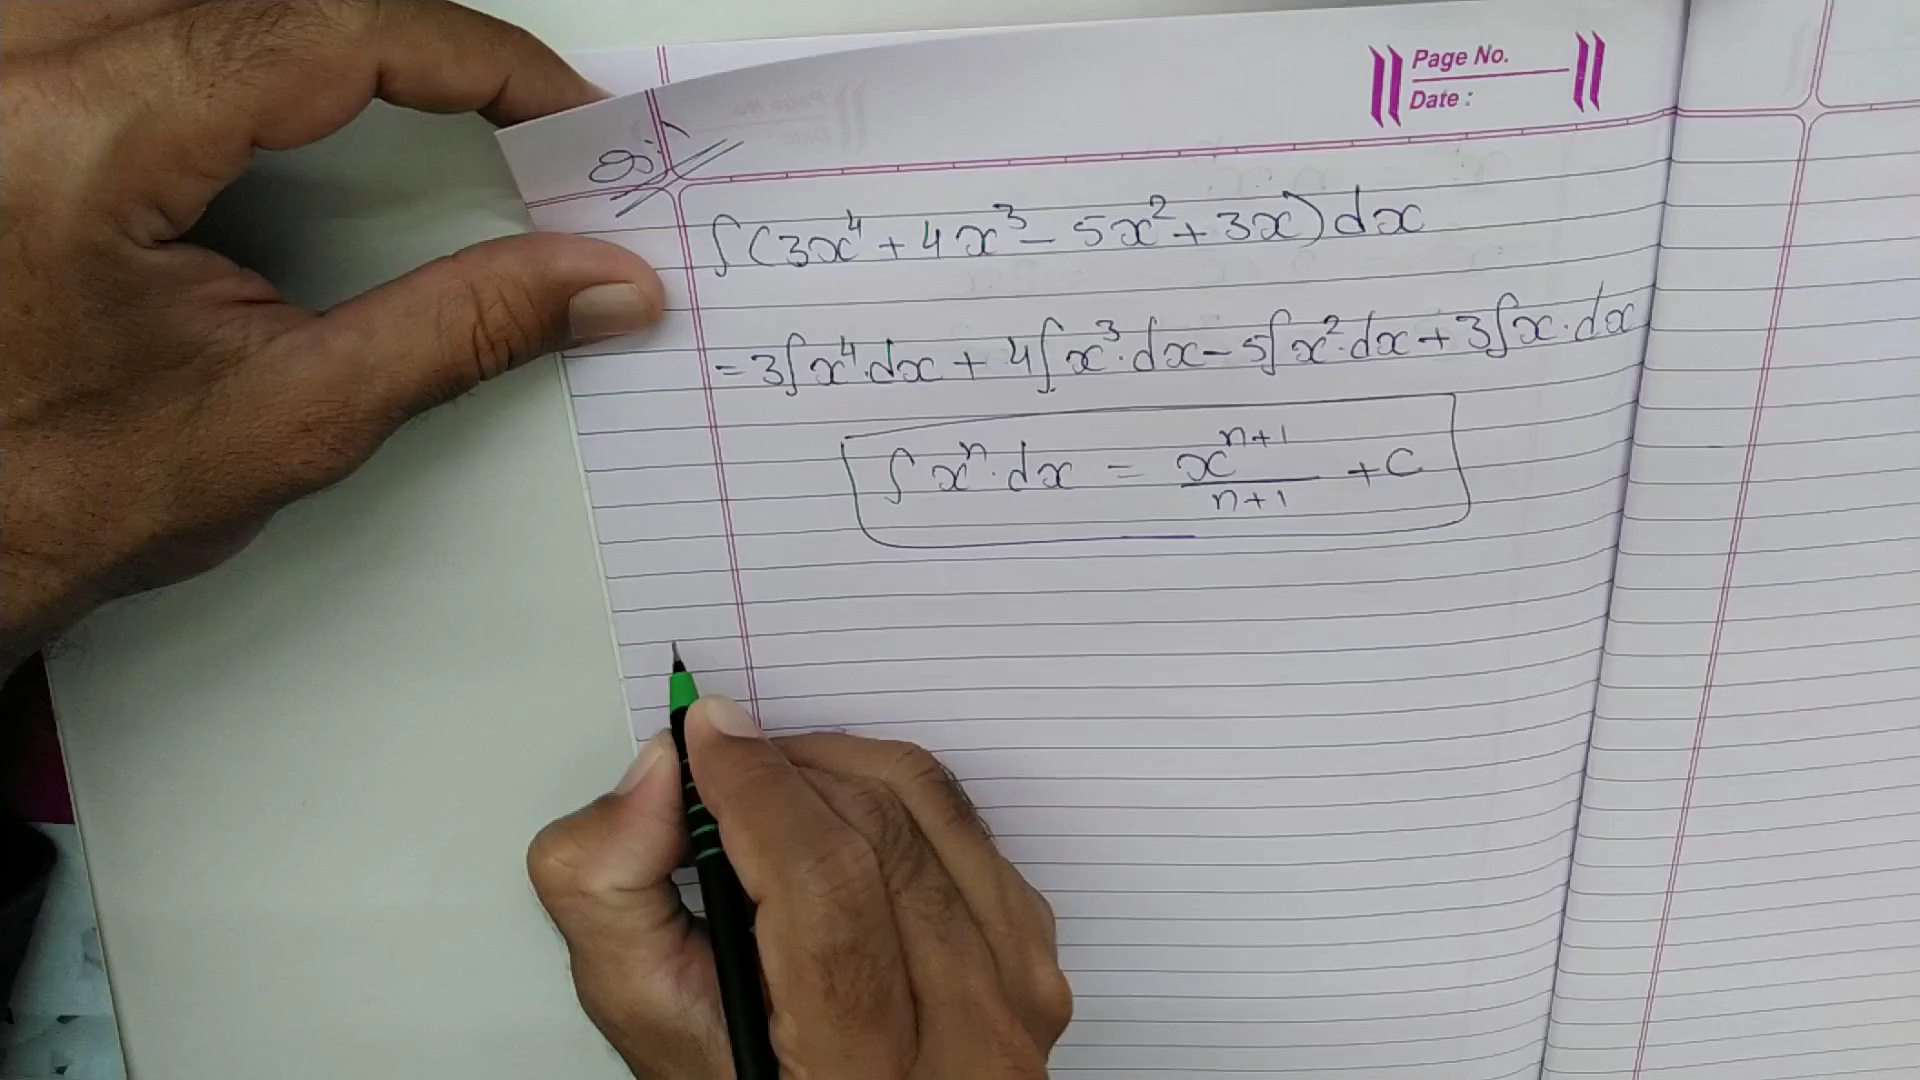 Page No.
Date :
∫(3x⁴ + 4x³ - 5x² + 3x) dx
= 3∫x⁴.dx + 4∫x³.dx - 5∫x².dx + 3∫x.dx
∫xⁿ.dx = xⁿ⁺¹/n+1 + C